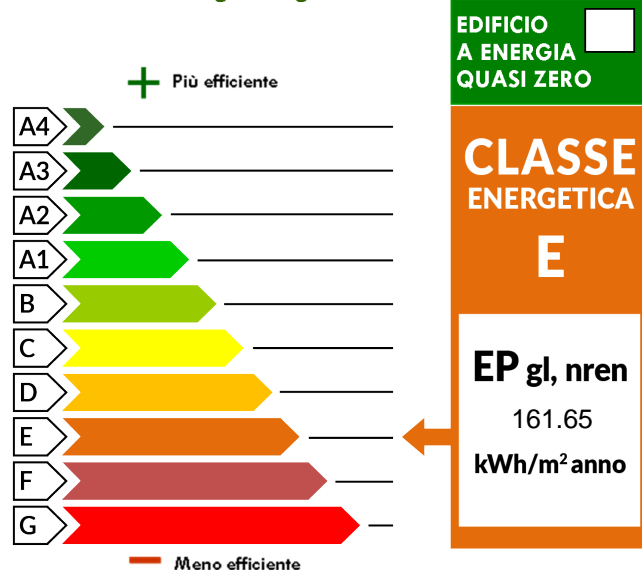 EDIFICIO
A ENERGIA
QUASI ZERO
+ Più efficiente
A4
A3
A2
A1
B
C
D
E
F
G
— Meno efficiente
CLASSE
ENERGETICA
E
EP gl, nren
161.65
kWh/m² anno